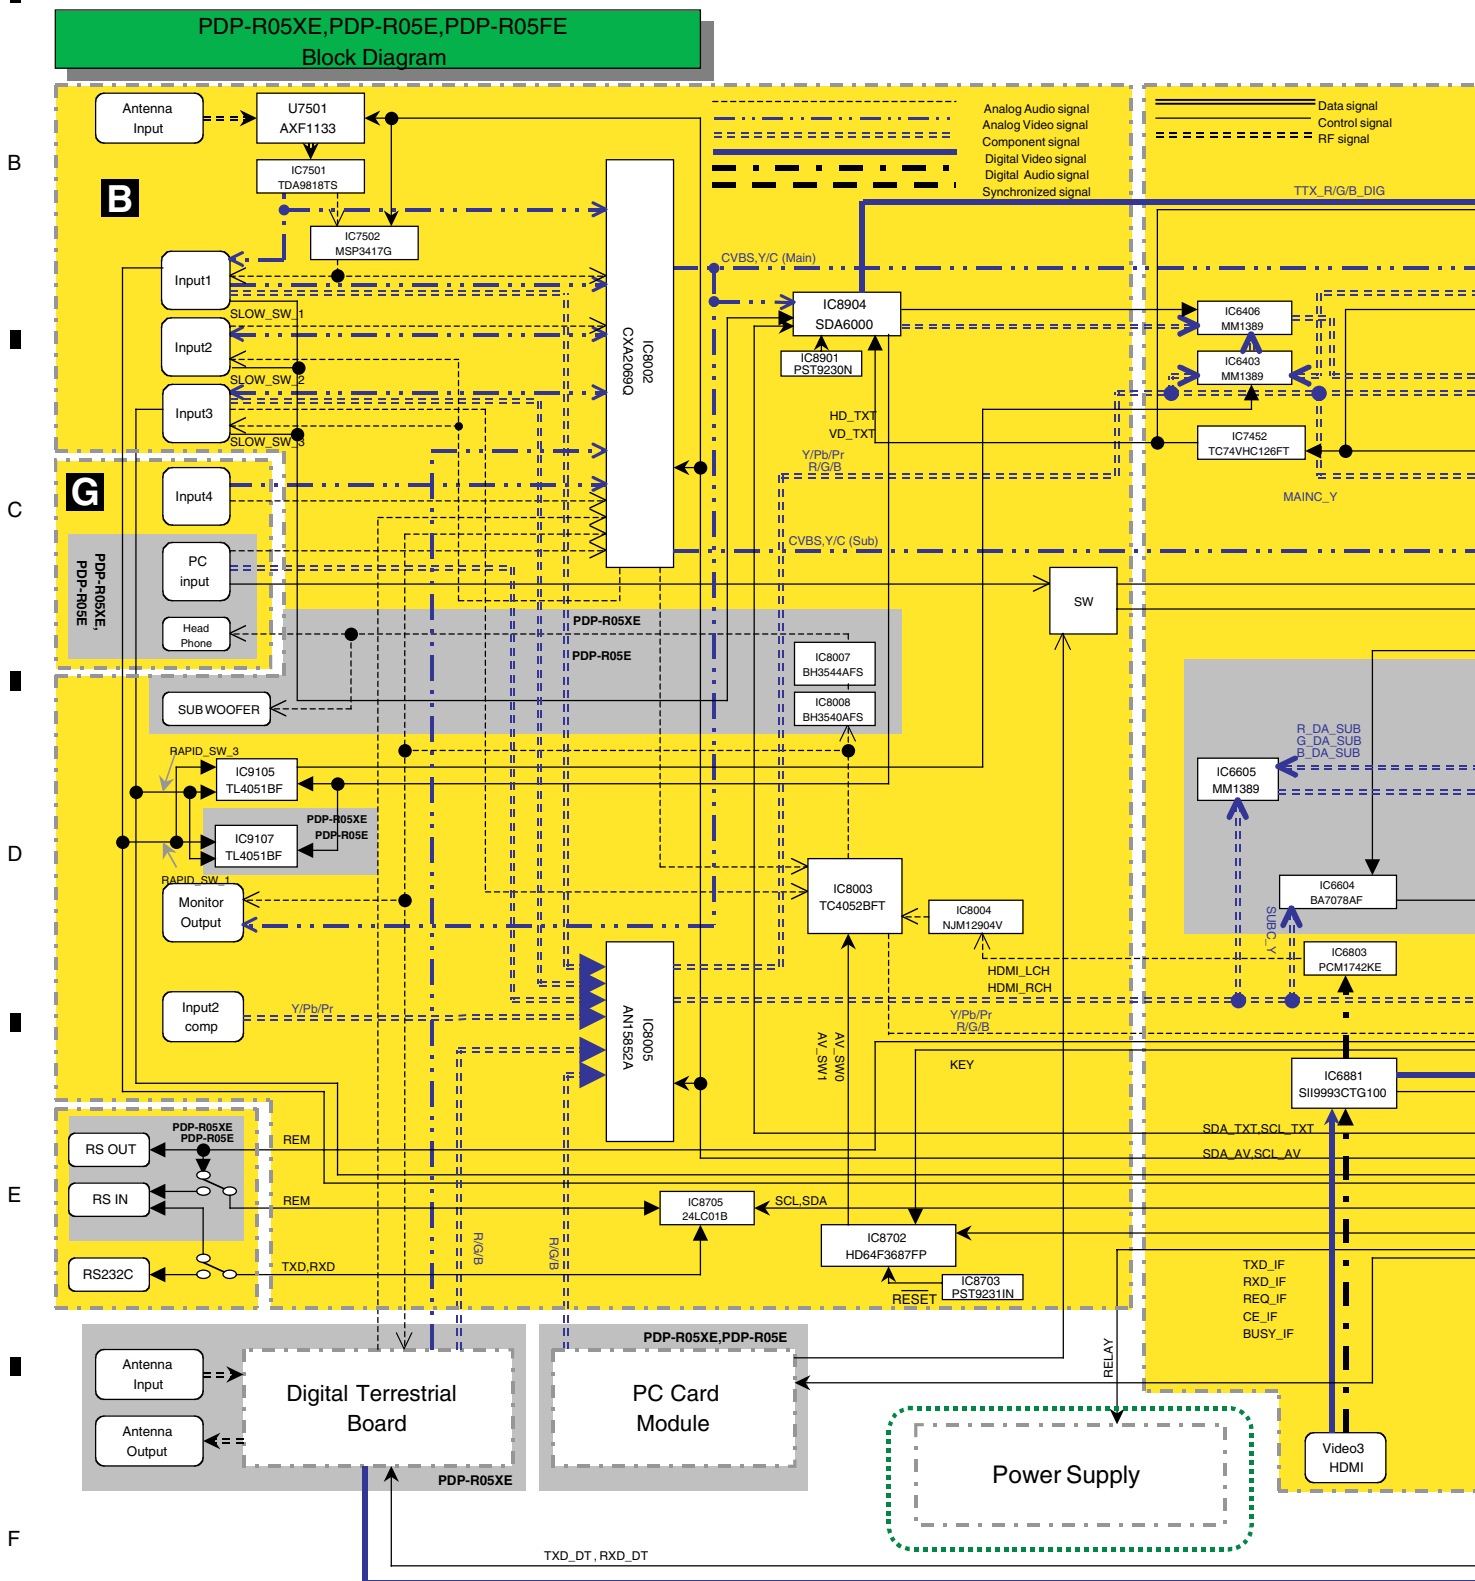 PDP-R05XE,PDP-R05E,PDP-R05FE
Block Diagram
Antenna
Input
U7501
AXF1133
IC7501
TDA9818TS
IC7502
MSP3417G
B
B
Analog Audio signal
Analog Video signal
Component signal
Digital Video signal
Digital Audio signal
Synchronized signal
Data signal
Control signal
RF signal
TTX_R/G/B_DIG
Input1
SLOW_SW_1
Input2
SLOW_SW_2
Input3
SLOW_SW_3
IC8002
CXA2069Q
CVBS,Y/C (Main)
IC8904
SDA6000
IC8901
PST9230N
IC6406
MM1389
IC6403
MM1389
HD_TXT
VD_TXT
IC7452
TC74VHC126FT
Y/Pb/Pr
R/G/B
MAINC_Y
G
C
Input4
PC
input
PDP-R05XE,
PDP-R05E
Head
Phone
CVBS,Y/C (Sub)
SW
PDP-R05XE
PDP-R05E
IC8007
BH3544AFS
IC8008
BH3540AFS
SUB WOOFER
RAPID_SW_3
IC9105
TL4051BF
IC9107
TL4051BF
PDP-R05XE
PDP-R05E
RAPID_SW_1
D
R_DA_SUB
G_DA_SUB
B_DA_SUB
IC6605
MM1389
Monitor
Output
IC8003
TC4052BFT
IC8004
NJM12904V
IC6604
BA7078AF
SUBC_Y
IC6803
PCM1742KE
HDMI_LCH
HDMI_RCH
Input2
comp
Y/Pb/Pr
IC8005
AN15852A
Y/Pb/Pr
R/G/B
AV_SW0
AV_SW1
KEY
IC6881
SII9993CTG100
SDA_TXT,SCL_TXT
SDA_AV,SCL_AV
PDP-R05XE
PDP-R05E
RS OUT
REM
E
RS IN
REM
IC8705
24LC01B
SCL,SDA
IC8702
HD64F3687FP
RS232C
TXD,RXD
R/G/B
R/G/B
IC8703
PST9231IN
RESET
TXD_IF
RXD_IF
REQ_IF
CE_IF
BUSY_IF
Antenna
Input
Antenna
Output
Digital Terrestrial
Board
PDP-R05XE
PDP-R05XE,PDP-R05E
PC Card
Module
RELAY
Power Supply
Video3
HDMI
F
TXD_DT , RXD_DT